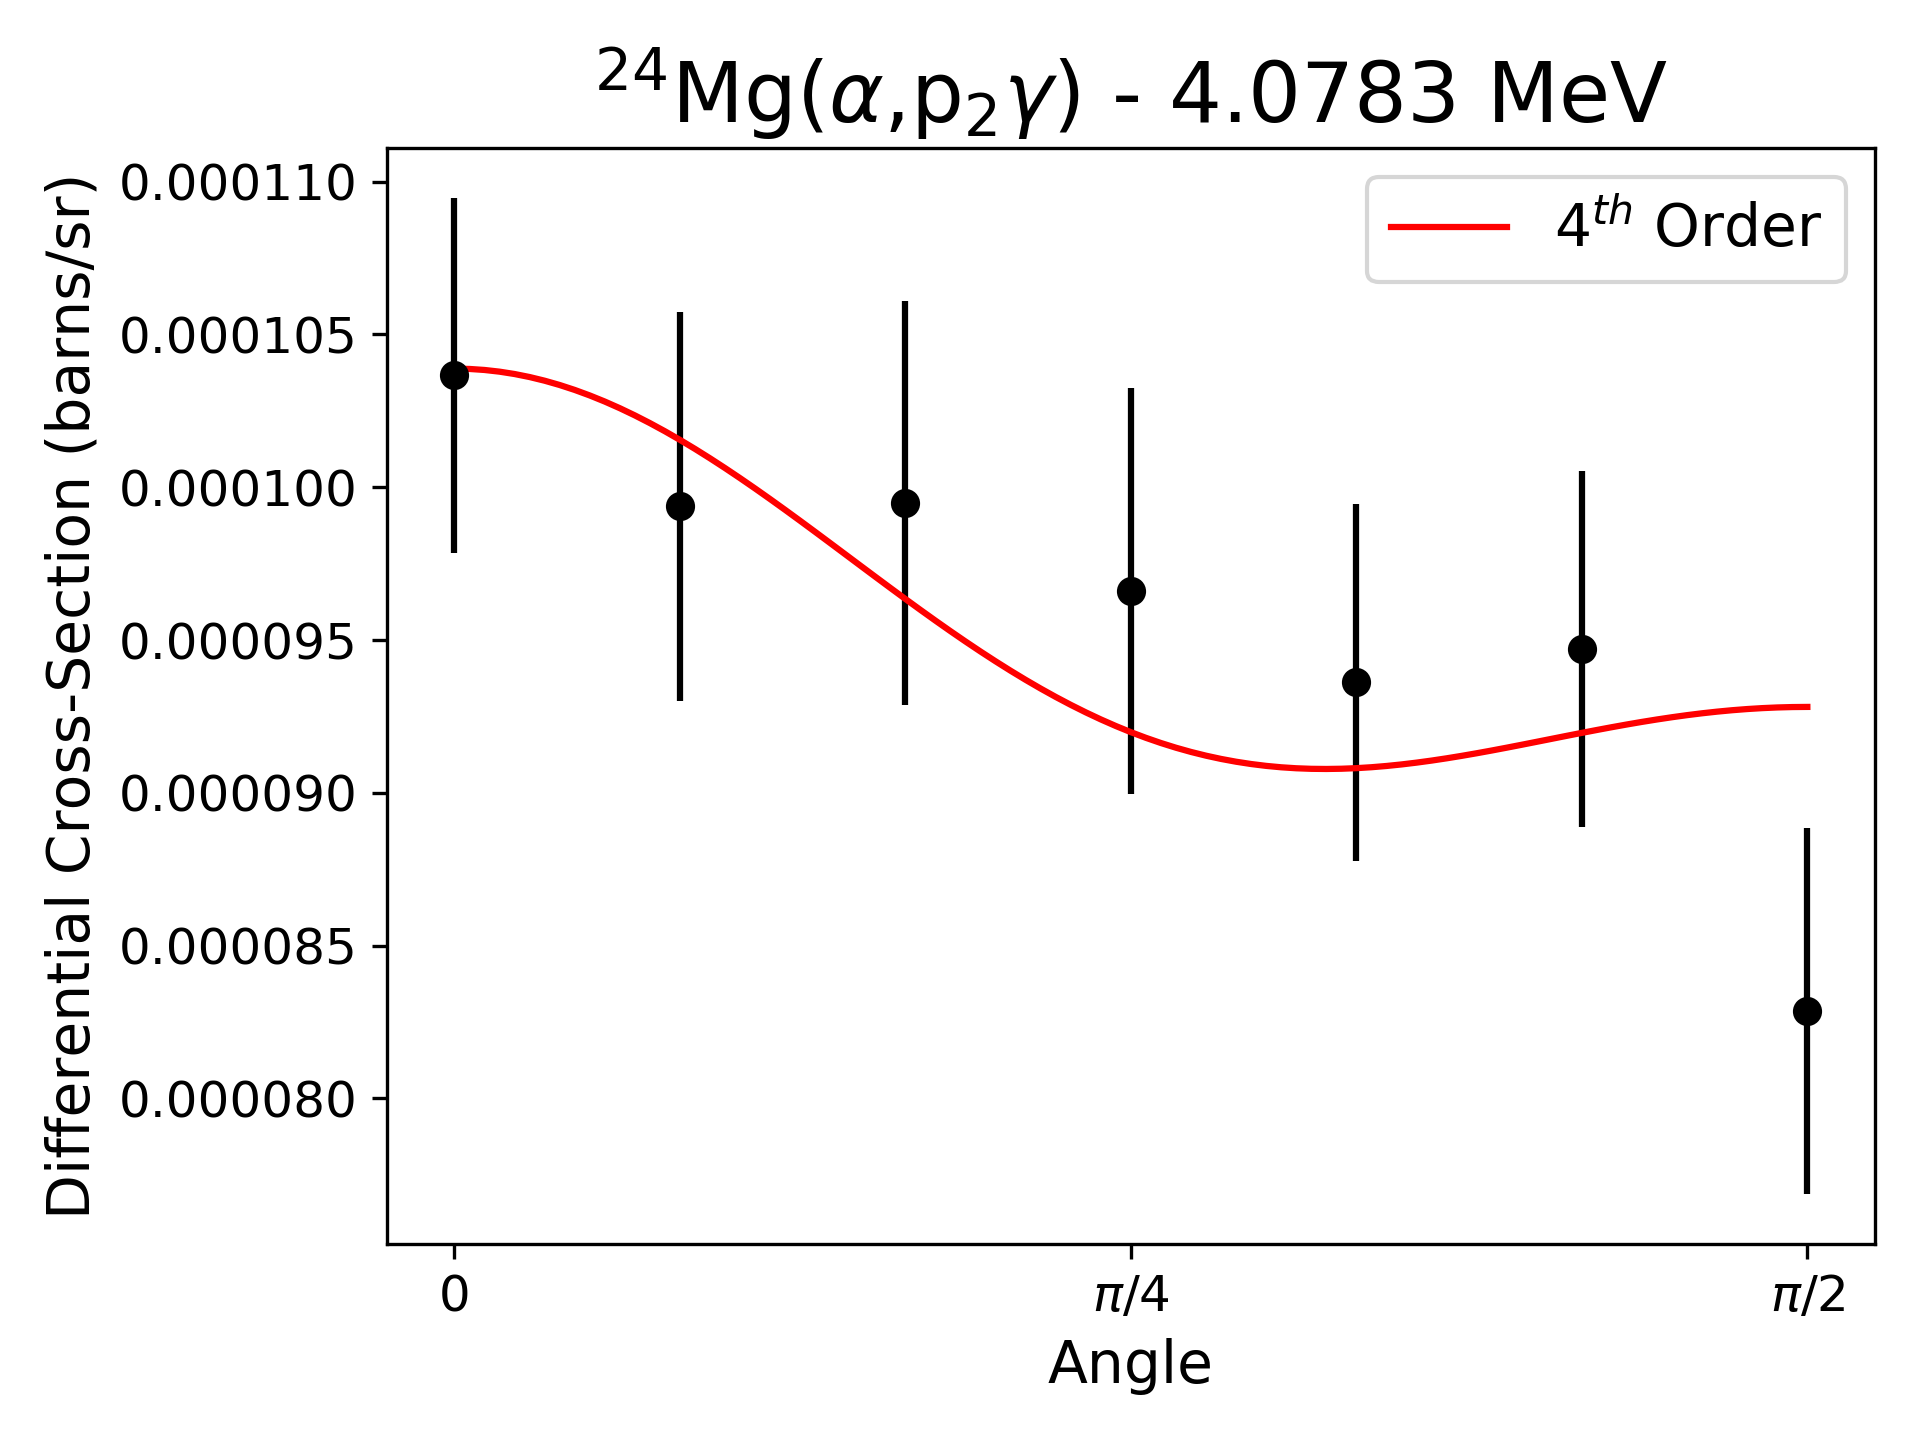 ²⁴Mg(α,p₂γ) - 4.0783 MeV
4ᵗʰ Order
Differential Cross-Section (barns/sr)
0.000110
0.000105
0.000100
0.000095
0.000090
0.000085
0.000080
0 π/4 π/2
Angle